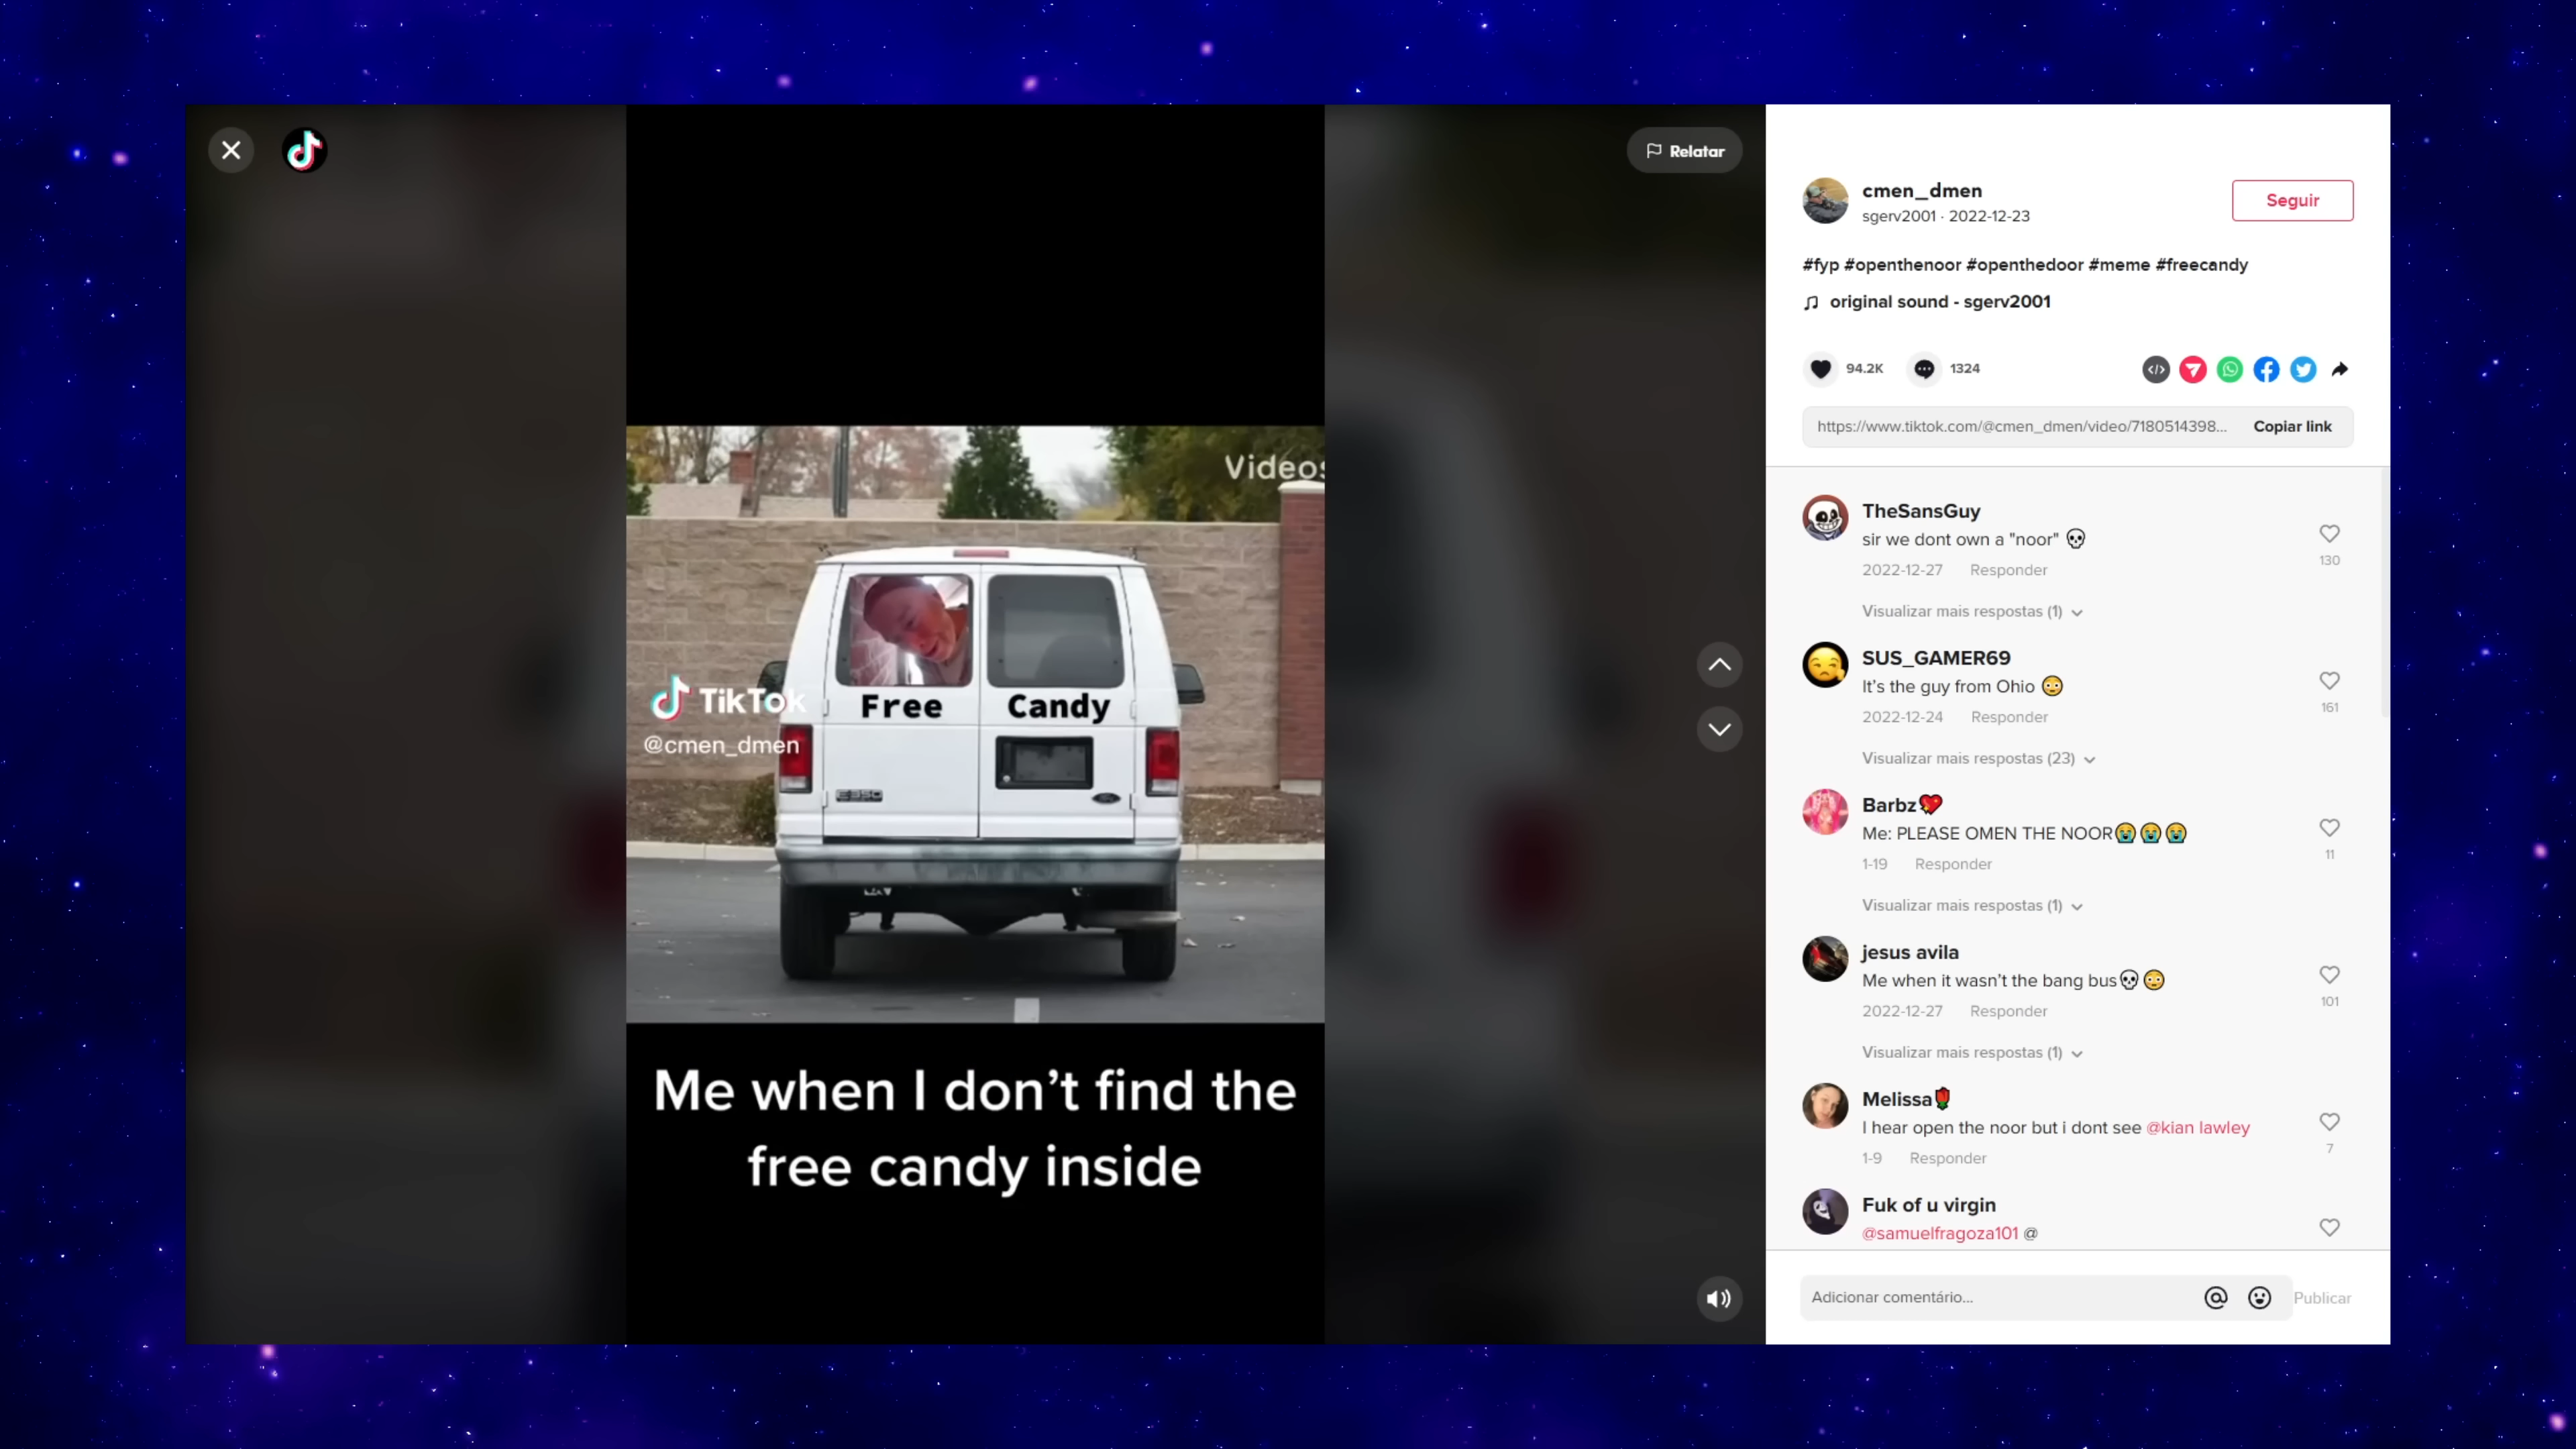 Relatar
Videos
TikTok
@cmen_dmen
Free Candy
E350
Me when I don't find the
free candy inside
cmen_dmen
sgerv2001 · 2022-12-23
Seguir
#fyp #openthenoor #openthedoor #meme #freecandy
original sound - sgerv2001
94.2K
1324
https://www.tiktok.com/@cmen_dmen/video/7180514398...
Copiar link
TheSansGuy
sir we dont own a "noor" 💀
130
2022-12-27 Responder
Visualizar mais respostas (1)
SUS_GAMER69
It's the guy from Ohio 😳
161
2022-12-24 Responder
Visualizar mais respostas (23)
Barbz💖
Me: PLEASE OMEN THE NOOR😭😭😭
11
1-19 Responder
Visualizar mais respostas (1)
jesus avila
Me when it wasn't the bang bus💀😳
101
2022-12-27 Responder
Visualizar mais respostas (1)
Melissa🌹
I hear open the noor but i dont see @kian lawley
7
1-9 Responder
Fuk of u virgin
@samuelfragoza101 @
Adicionar comentário...
Publicar